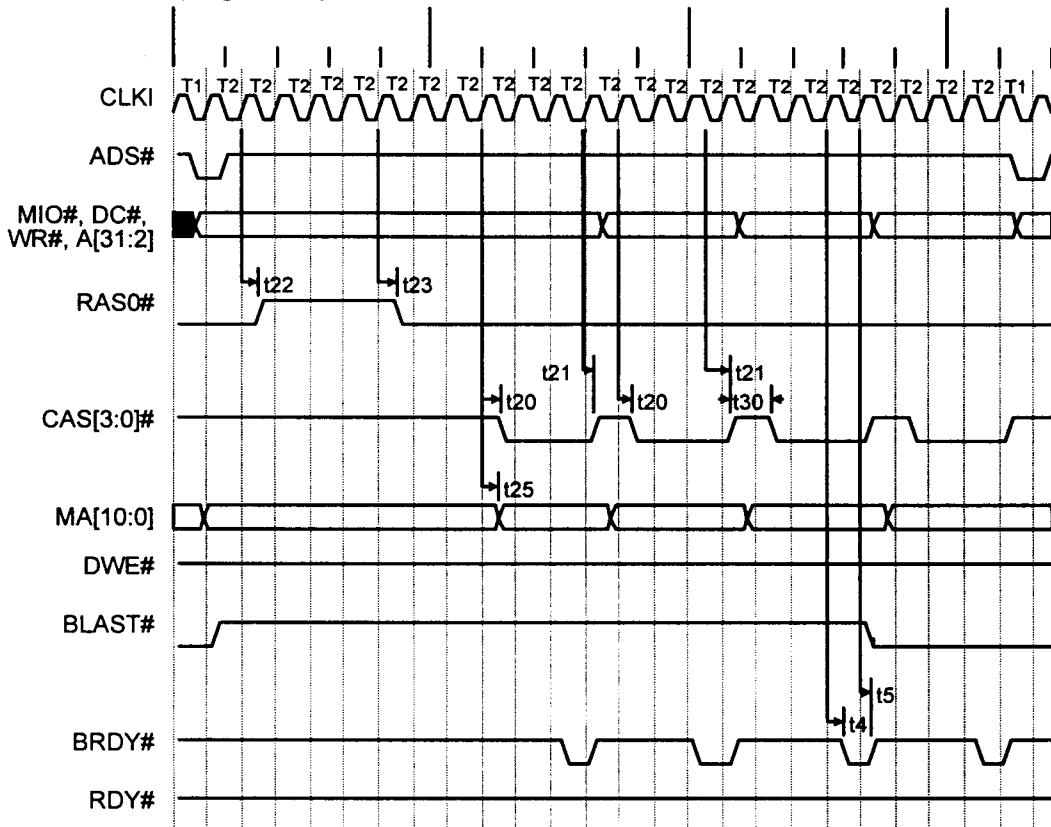 T1 T2 T2 T2 T2 T2 T2 T2 T2 T2 T2 T2 T2 T2 T2 T2 T2 T2 T2 T2 T2 T2 T2 T2 T1
CLKI
ADS#
MIO#, DC#,
WR#, A[31:2]
t22 t23
RAS0#
t21 t21
t20 t20 t30
CAS[3:0]#
t25
MA[10:0]
DWE#
BLAST#
t5
t4
BRDY#
RDY#